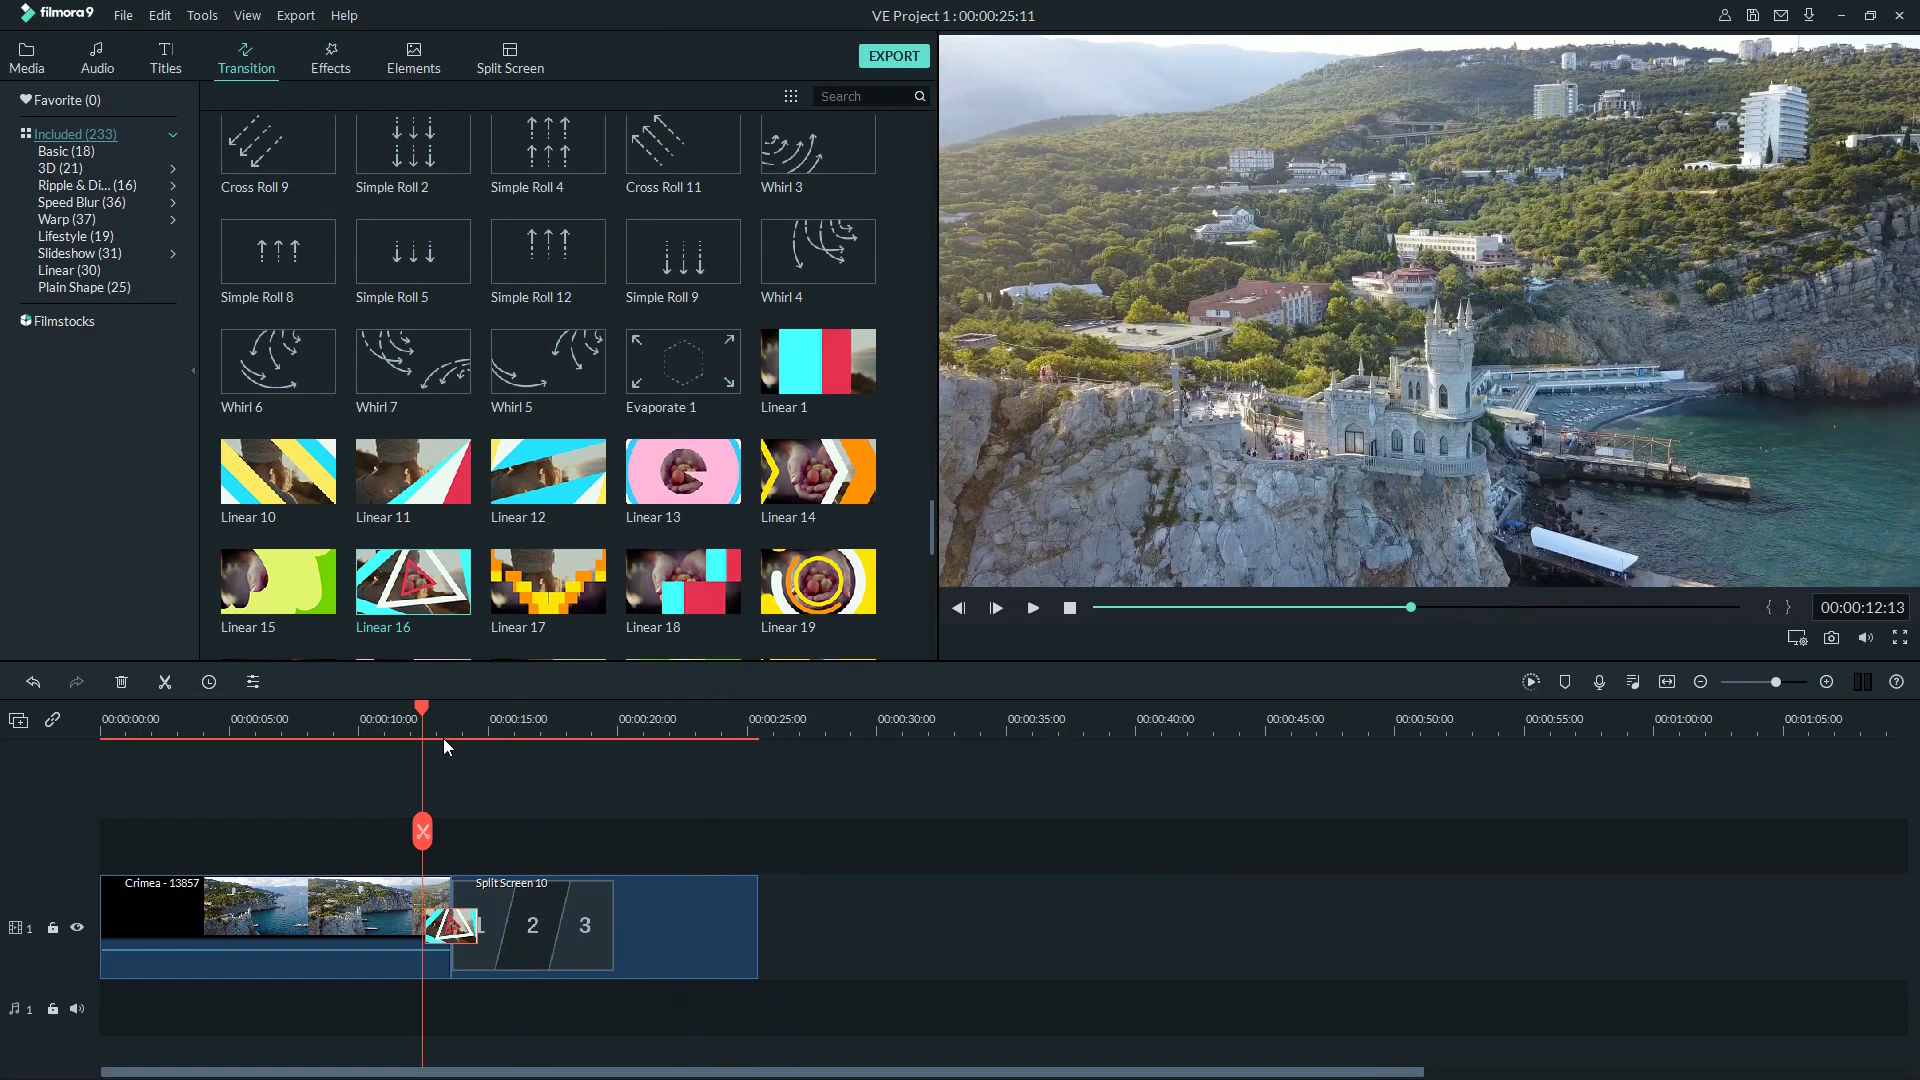 filmora9 File Edit Tools View Export Help VE Project 1 : 00:00:25:11
Media Audio Titles Transition Effects Elements Split Screen EXPORT
Favorite (0)
Search
Included (233)
Basic (18)
3D (21)
Ripple & Di... (16)
Speed Blur (36)
Warp (37)
Lifestyle (19)
Slideshow (31)
Linear (30)
Plain Shape (25)
Filmstocks
Cross Roll 9 Simple Roll 2 Simple Roll 4 Cross Roll 11 Whirl 3
Simple Roll 8 Simple Roll 5 Simple Roll 12 Simple Roll 9 Whirl 4
Whirl 6 Whirl 7 Whirl 5 Evaporate 1 Linear 1
Linear 10 Linear 11 Linear 12 Linear 13 Linear 14
Linear 15 Linear 16 Linear 17 Linear 18 Linear 19
{ } 00:00:12:13
00:00:00:00 00:00:05:00 00:00:10:00 00:00:15:00 00:00:20:00 00:00:25:00 00:00:30:00 00:00:35:00 00:00:40:00 00:00:45:00 00:00:50:00 00:00:55:00 00:01:00:00 00:01:05:00
Crimea - 13857 Split Screen 10
1 1 2 3
1